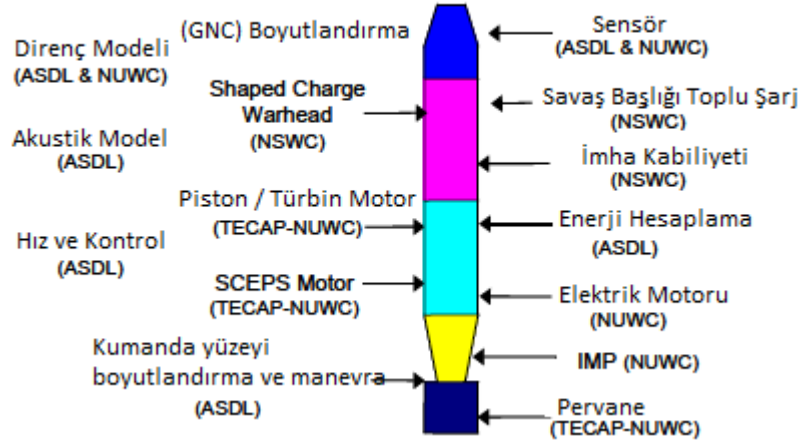 (GNC) Boyutlandırma
Sensör
(ASDL & NUWC)
Direnç Modeli
(ASDL & NUWC)
Shaped Charge
Warhead
(NSWC)
Savaş Başlığı Toplu Şarj
(NSWC)
Akustik Model
(ASDL)
İmha Kabiliyeti
(NSWC)
Piston / Türbin Motor
(TECAP-NUWC)
Enerji Hesaplama
(ASDL)
Hız ve Kontrol
(ASDL)
SCEPS Motor
(TECAP-NUWC)
Elektrik Motoru
(NUWC)
Kumanda yüzeyi
boyutlandırma ve manevra
(ASDL)
IMP (NUWC)
Pervane
(TECAP-NUWC)